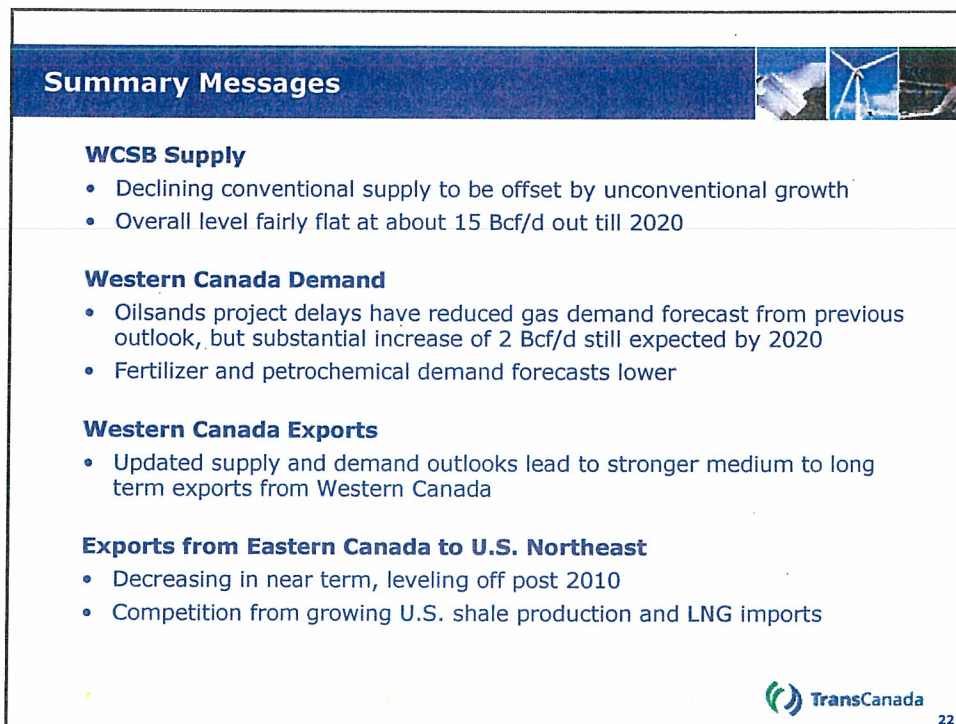 Summary Messages
WCSB Supply
• Declining conventional supply to be offset by unconventional growth
• Overall level fairly flat at about 15 Bcf/d out till 2020
Western Canada Demand
• Oilsands project delays have reduced gas demand forecast from previous
outlook, but substantial increase of 2 Bcf/d still expected by 2020
• Fertilizer and petrochemical demand forecasts lower
Western Canada Exports
• Updated supply and demand outlooks lead to stronger medium to long
term exports from Western Canada
Exports from Eastern Canada to U.S. Northeast
• Decreasing in near term, leveling off post 2010
• Competition from growing U.S. shale production and LNG imports
TransCanada
22